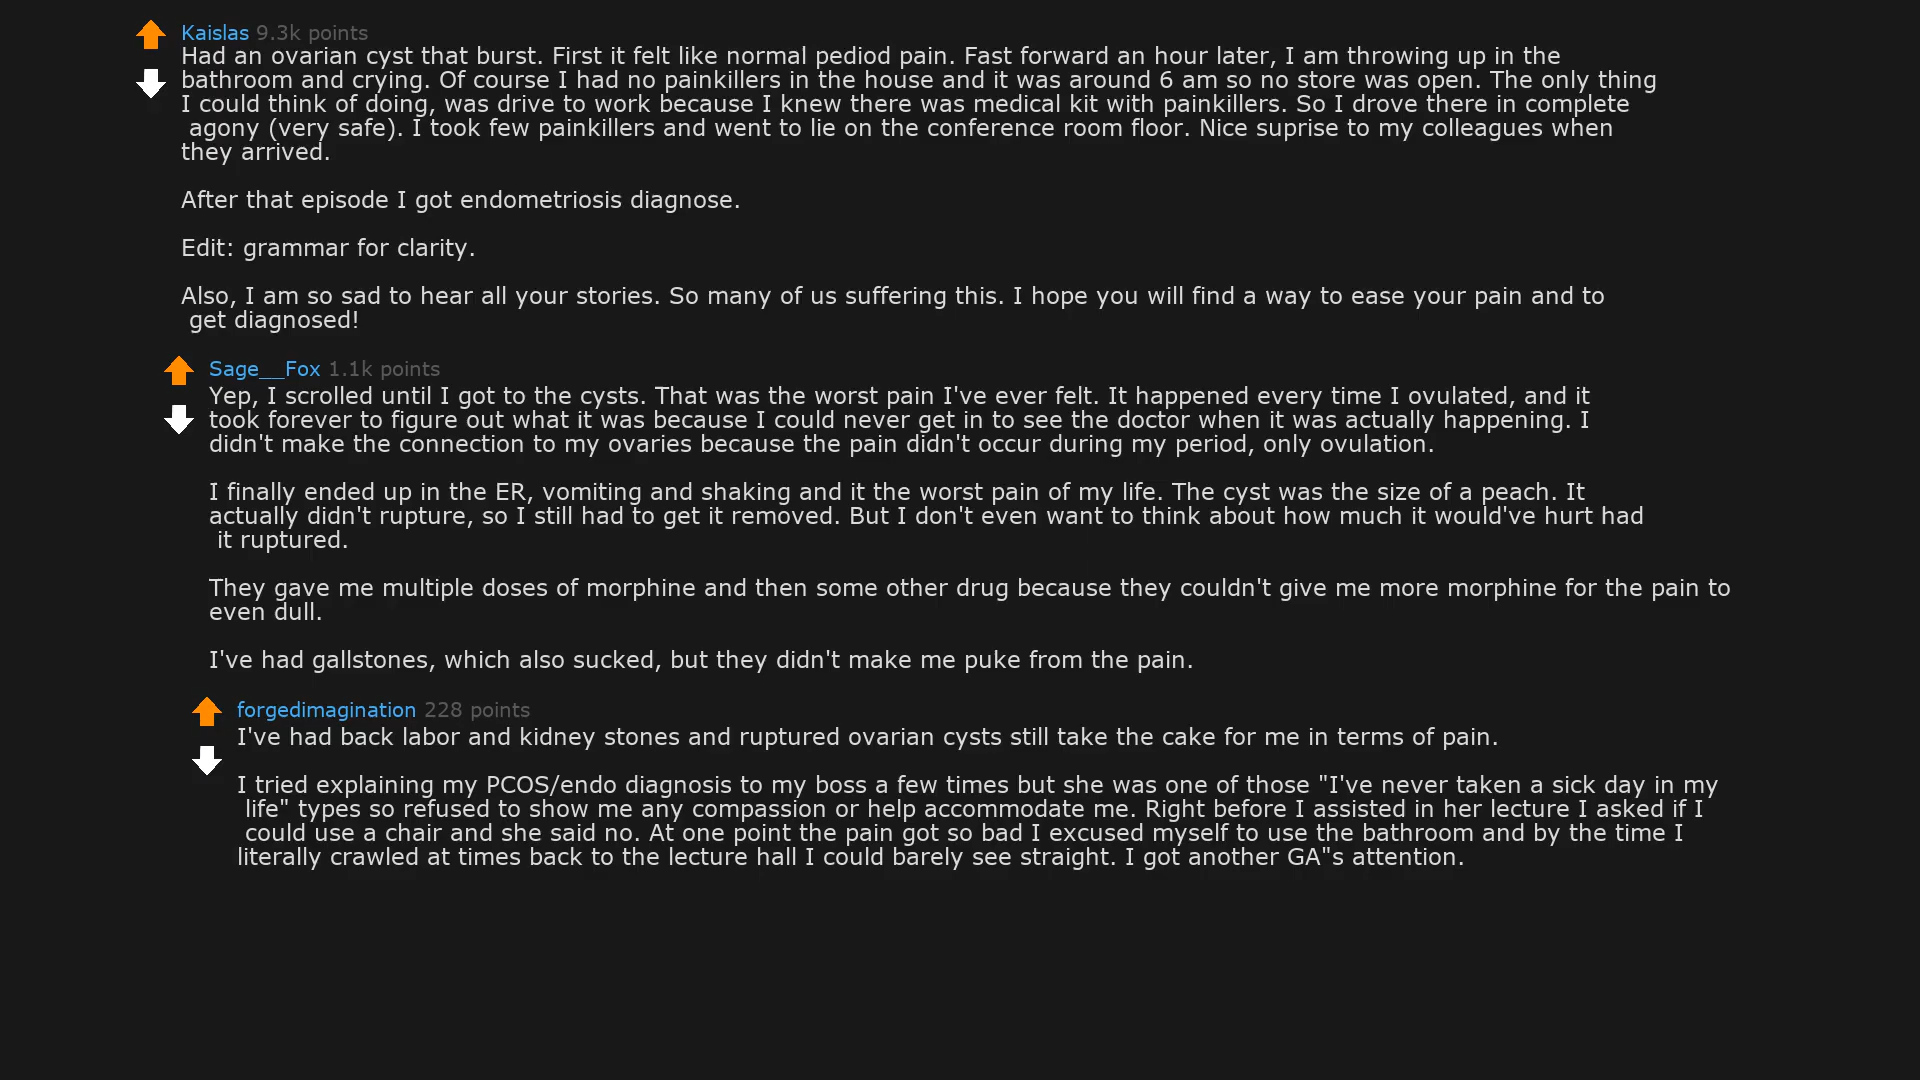 Kaislas 9.3k points
Had an ovarian cyst that burst. First it felt like normal pediod pain. Fast forward an hour later, I am throwing up in the
bathroom and crying. Of course I had no painkillers in the house and it was around 6 am so no store was open. The only thing
I could think of doing, was drive to work because I knew there was medical kit with painkillers. So I drove there in complete
agony (very safe). I took few painkillers and went to lie on the conference room floor. Nice suprise to my colleagues when
they arrived.
After that episode I got endometriosis diagnose.
Edit: grammar for clarity.
Also, I am so sad to hear all your stories. So many of us suffering this. I hope you will find a way to ease your pain and to
get diagnosed!
Sage__Fox 1.1k points
Yep, I scrolled until I got to the cysts. That was the worst pain I've ever felt. It happened every time I ovulated, and it
took forever to figure out what it was because I could never get in to see the doctor when it was actually happening. I
didn't make the connection to my ovaries because the pain didn't occur during my period, only ovulation.
I finally ended up in the ER, vomiting and shaking and it the worst pain of my life. The cyst was the size of a peach. It
actually didn't rupture, so I still had to get it removed. But I don't even want to think about how much it would've hurt had
it ruptured.
They gave me multiple doses of morphine and then some other drug because they couldn't give me more morphine for the pain to
even dull.
I've had gallstones, which also sucked, but they didn't make me puke from the pain.
forgedimagination 228 points
I've had back labor and kidney stones and ruptured ovarian cysts still take the cake for me in terms of pain.
I tried explaining my PCOS/endo diagnosis to my boss a few times but she was one of those "I've never taken a sick day in my
life" types so refused to show me any compassion or help accommodate me. Right before I assisted in her lecture I asked if I
could use a chair and she said no. At one point the pain got so bad I excused myself to use the bathroom and by the time I
literally crawled at times back to the lecture hall I could barely see straight. I got another GA"s attention.